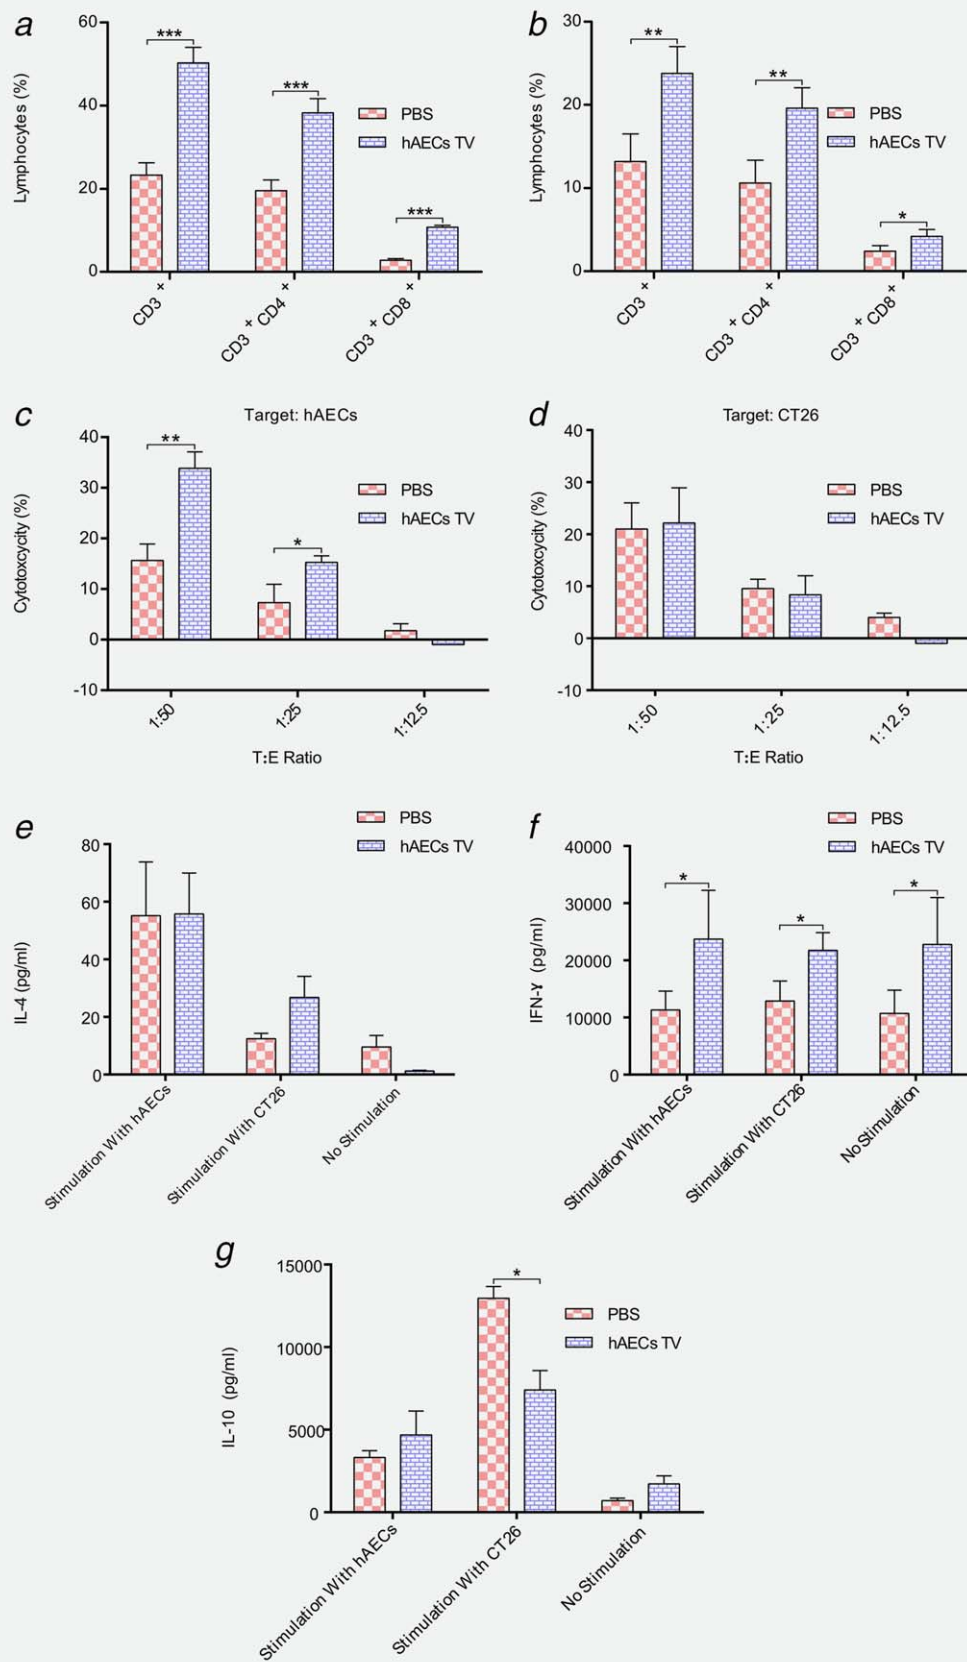 a
60
40
20
0
Lymphocytes (%)
***
***
***
PBS
hAECs TV
CD3 +
CD3 + CD4 +
CD3 + CD8 +
b
30
20
10
0
Lymphocytes (%)
**
**
*
PBS
hAECs TV
CD3 +
CD3 + CD4 +
CD3 + CD8 +
c
Target: hAECs
40
30
20
10
0
-10
Cytotoxcycity (%)
**
*
PBS
hAECs TV
1:50
1:25
1:12.5
T:E Ratio
d
Target: CT26
40
30
20
10
0
-10
Cytotoxcycity (%)
PBS
hAECs TV
1:50
1:25
1:12.5
T:E Ratio
e
PBS
hAECs TV
80
60
40
20
0
IL-4 (pg/ml)
Stimulation With hAECs
Stimulation With CT26
No Stimulation
f
PBS
hAECs TV
40000
30000
20000
10000
0
IFN-γ (pg/ml)
*
*
*
Stimulation With hAECs
Stimulation With CT26
No Stimulation
g
15000
10000
5000
0
IL-10 (pg/ml)
*
PBS
hAECs TV
Stimulation With hAECs
Stimulation With CT26
No Stimulation